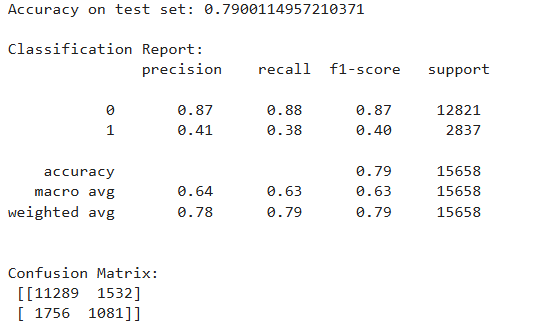 Accuracy on test set: 0.7900114957210371
Classification Report:
precision recall f1-score support
0 0.87 0.88 0.87 12821
1 0.41 0.38 0.40 2837
accuracy 0.79 15658
macro avg 0.64 0.63 0.63 15658
weighted avg 0.78 0.79 0.79 15658
Confusion Matrix:
[[11289 1532]
[ 1756 1081]]